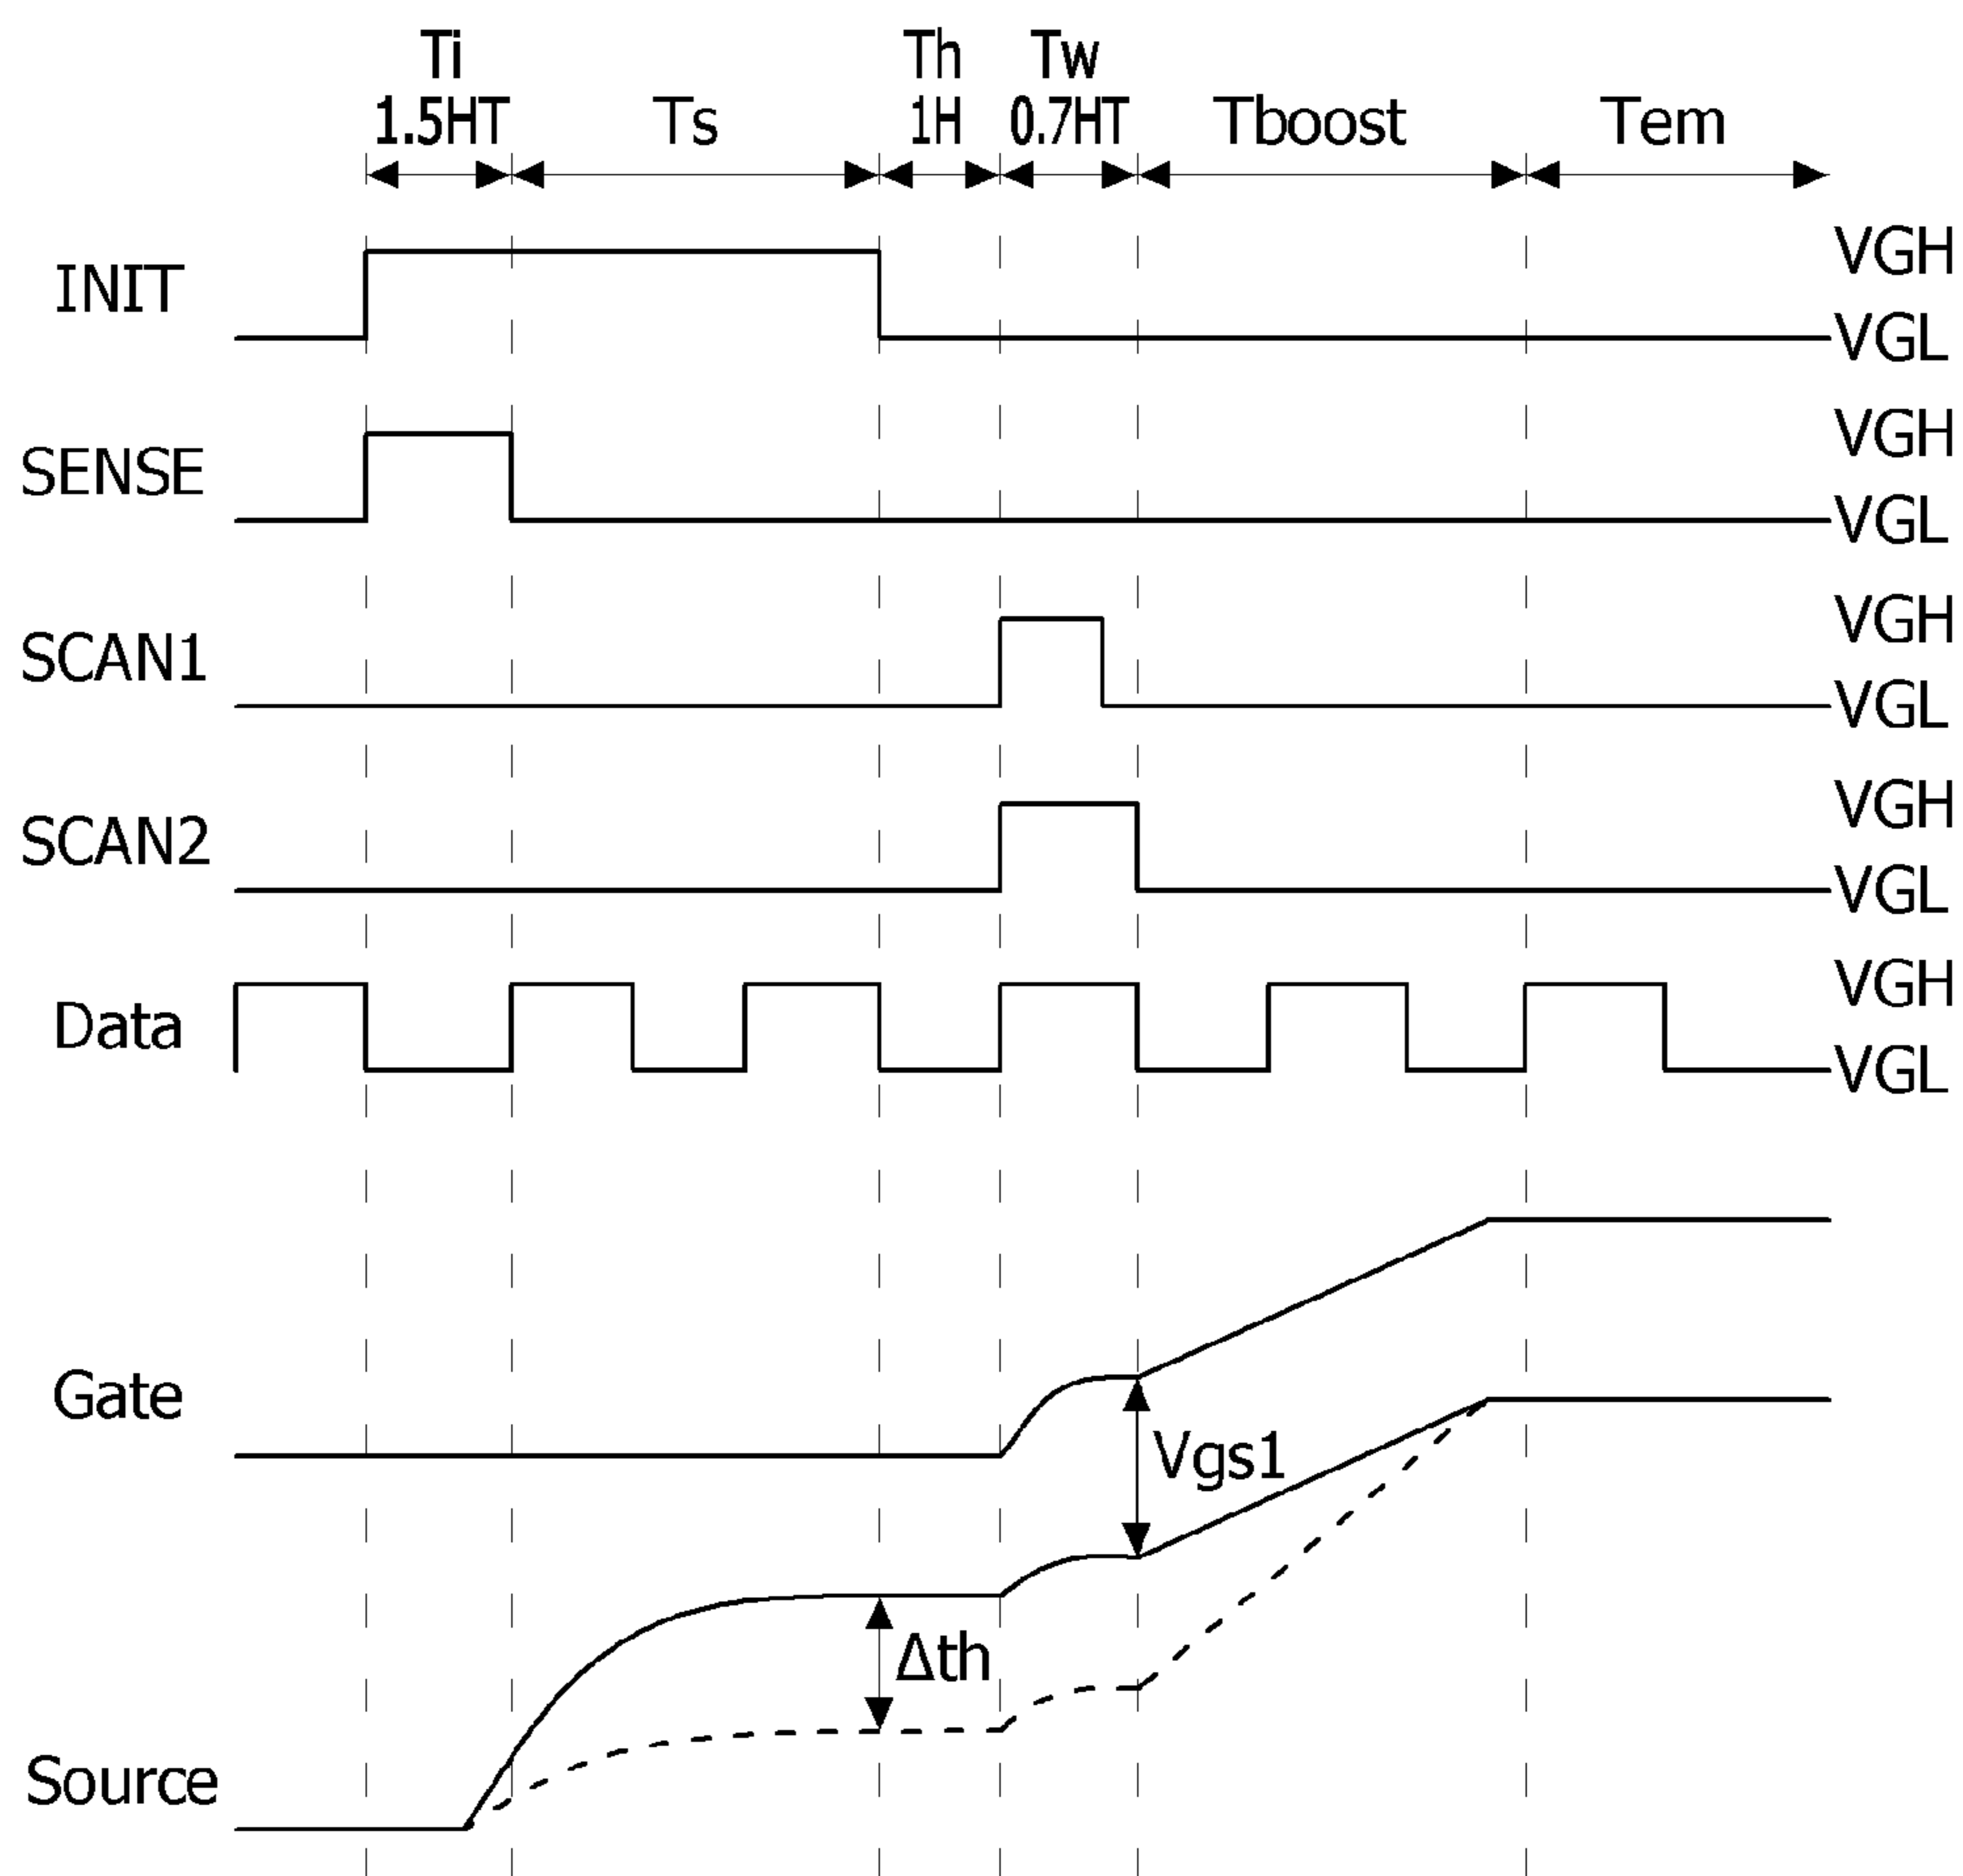 Ti Th Tw
1.5HT Ts 1H 0.7HT Tboost Tem
VGH
INIT
VGL
VGH
SENSE
VGL
VGH
SCAN1
VGL
VGH
SCAN2
VGL
VGH
Data
VGL
Gate
Vgs1
Δth
Source